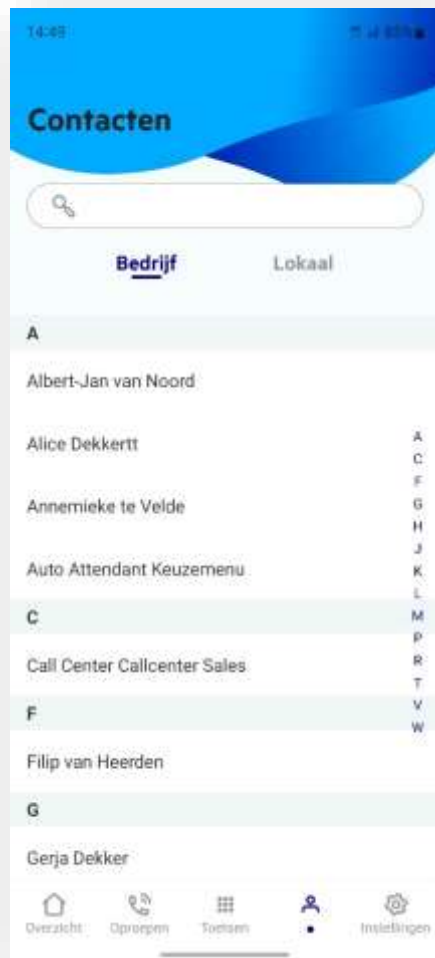 14:49
Contacten
Bedrijf Lokaal
A
Albert-Jan van Noord
Alice Dekkertt
Annemieke te Velde
Auto Attendant Keuzemenu
C
Call Center Callcenter Sales
F
Filip van Heerden
G
Gerja Dekker
A
C
F
G
H
J
K
L
M
P
R
T
V
W
Overzicht Oproepen Toetsen Instellingen